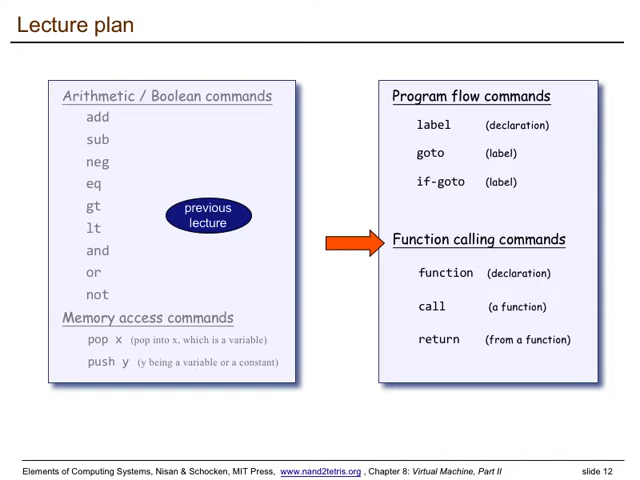 Lecture plan
Arithmetic / Boolean commands
add
sub
neg
eq
gt
lt
and
or
not
previous
lecture
Memory access commands
pop x (pop into x, which is a variable)
push y (y being a variable or a constant)
Program flow commands
label (declaration)
goto (label)
if-goto (label)
Function calling commands
function (declaration)
call (a function)
return (from a function)
Elements of Computing Systems, Nisan & Schocken, MIT Press, www.nand2tetris.org , Chapter 8: Virtual Machine, Part II slide 12